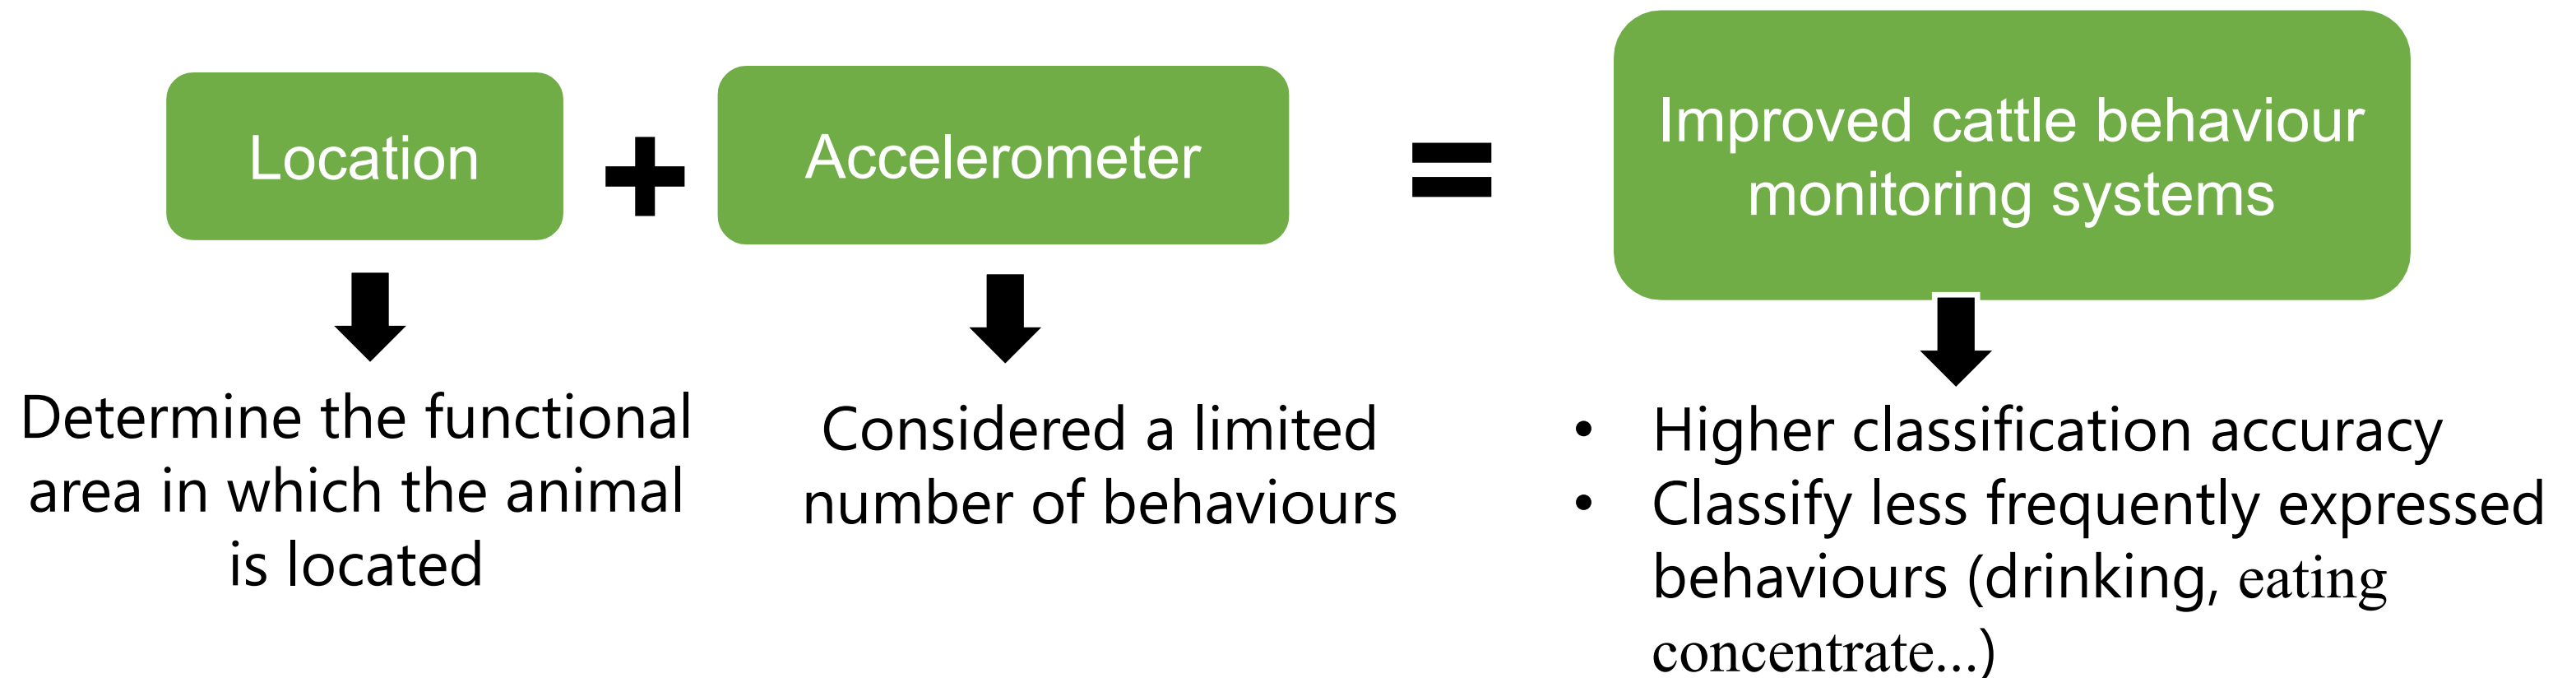 Location
+
Accelerometer
=
Improved cattle behaviour
monitoring systems
Determine the functional
area in which the animal
is located
Considered a limited
number of behaviours
• Higher classification accuracy
• Classify less frequently expressed
behaviours (drinking, eating
concentrate...)